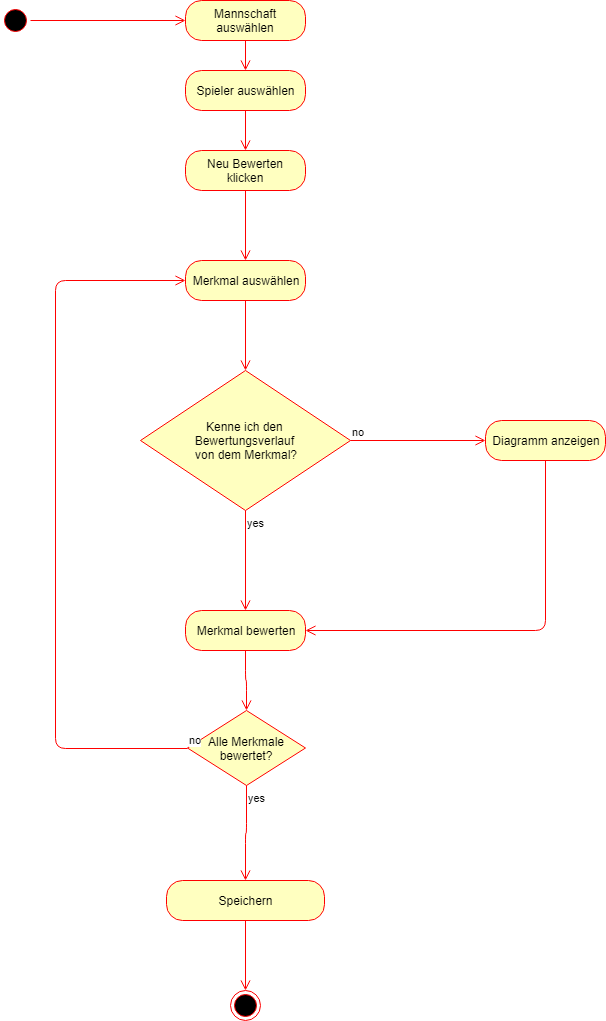 Mannschaft
auswählen
Spieler auswählen
Neu Bewerten
klicken
Merkmal auswählen
Kenne ich den
Bewertungsverlauf
von dem Merkmal?
no
Diagramm anzeigen
yes
Merkmal bewerten
no
Alle Merkmale
bewertet?
yes
Speichern